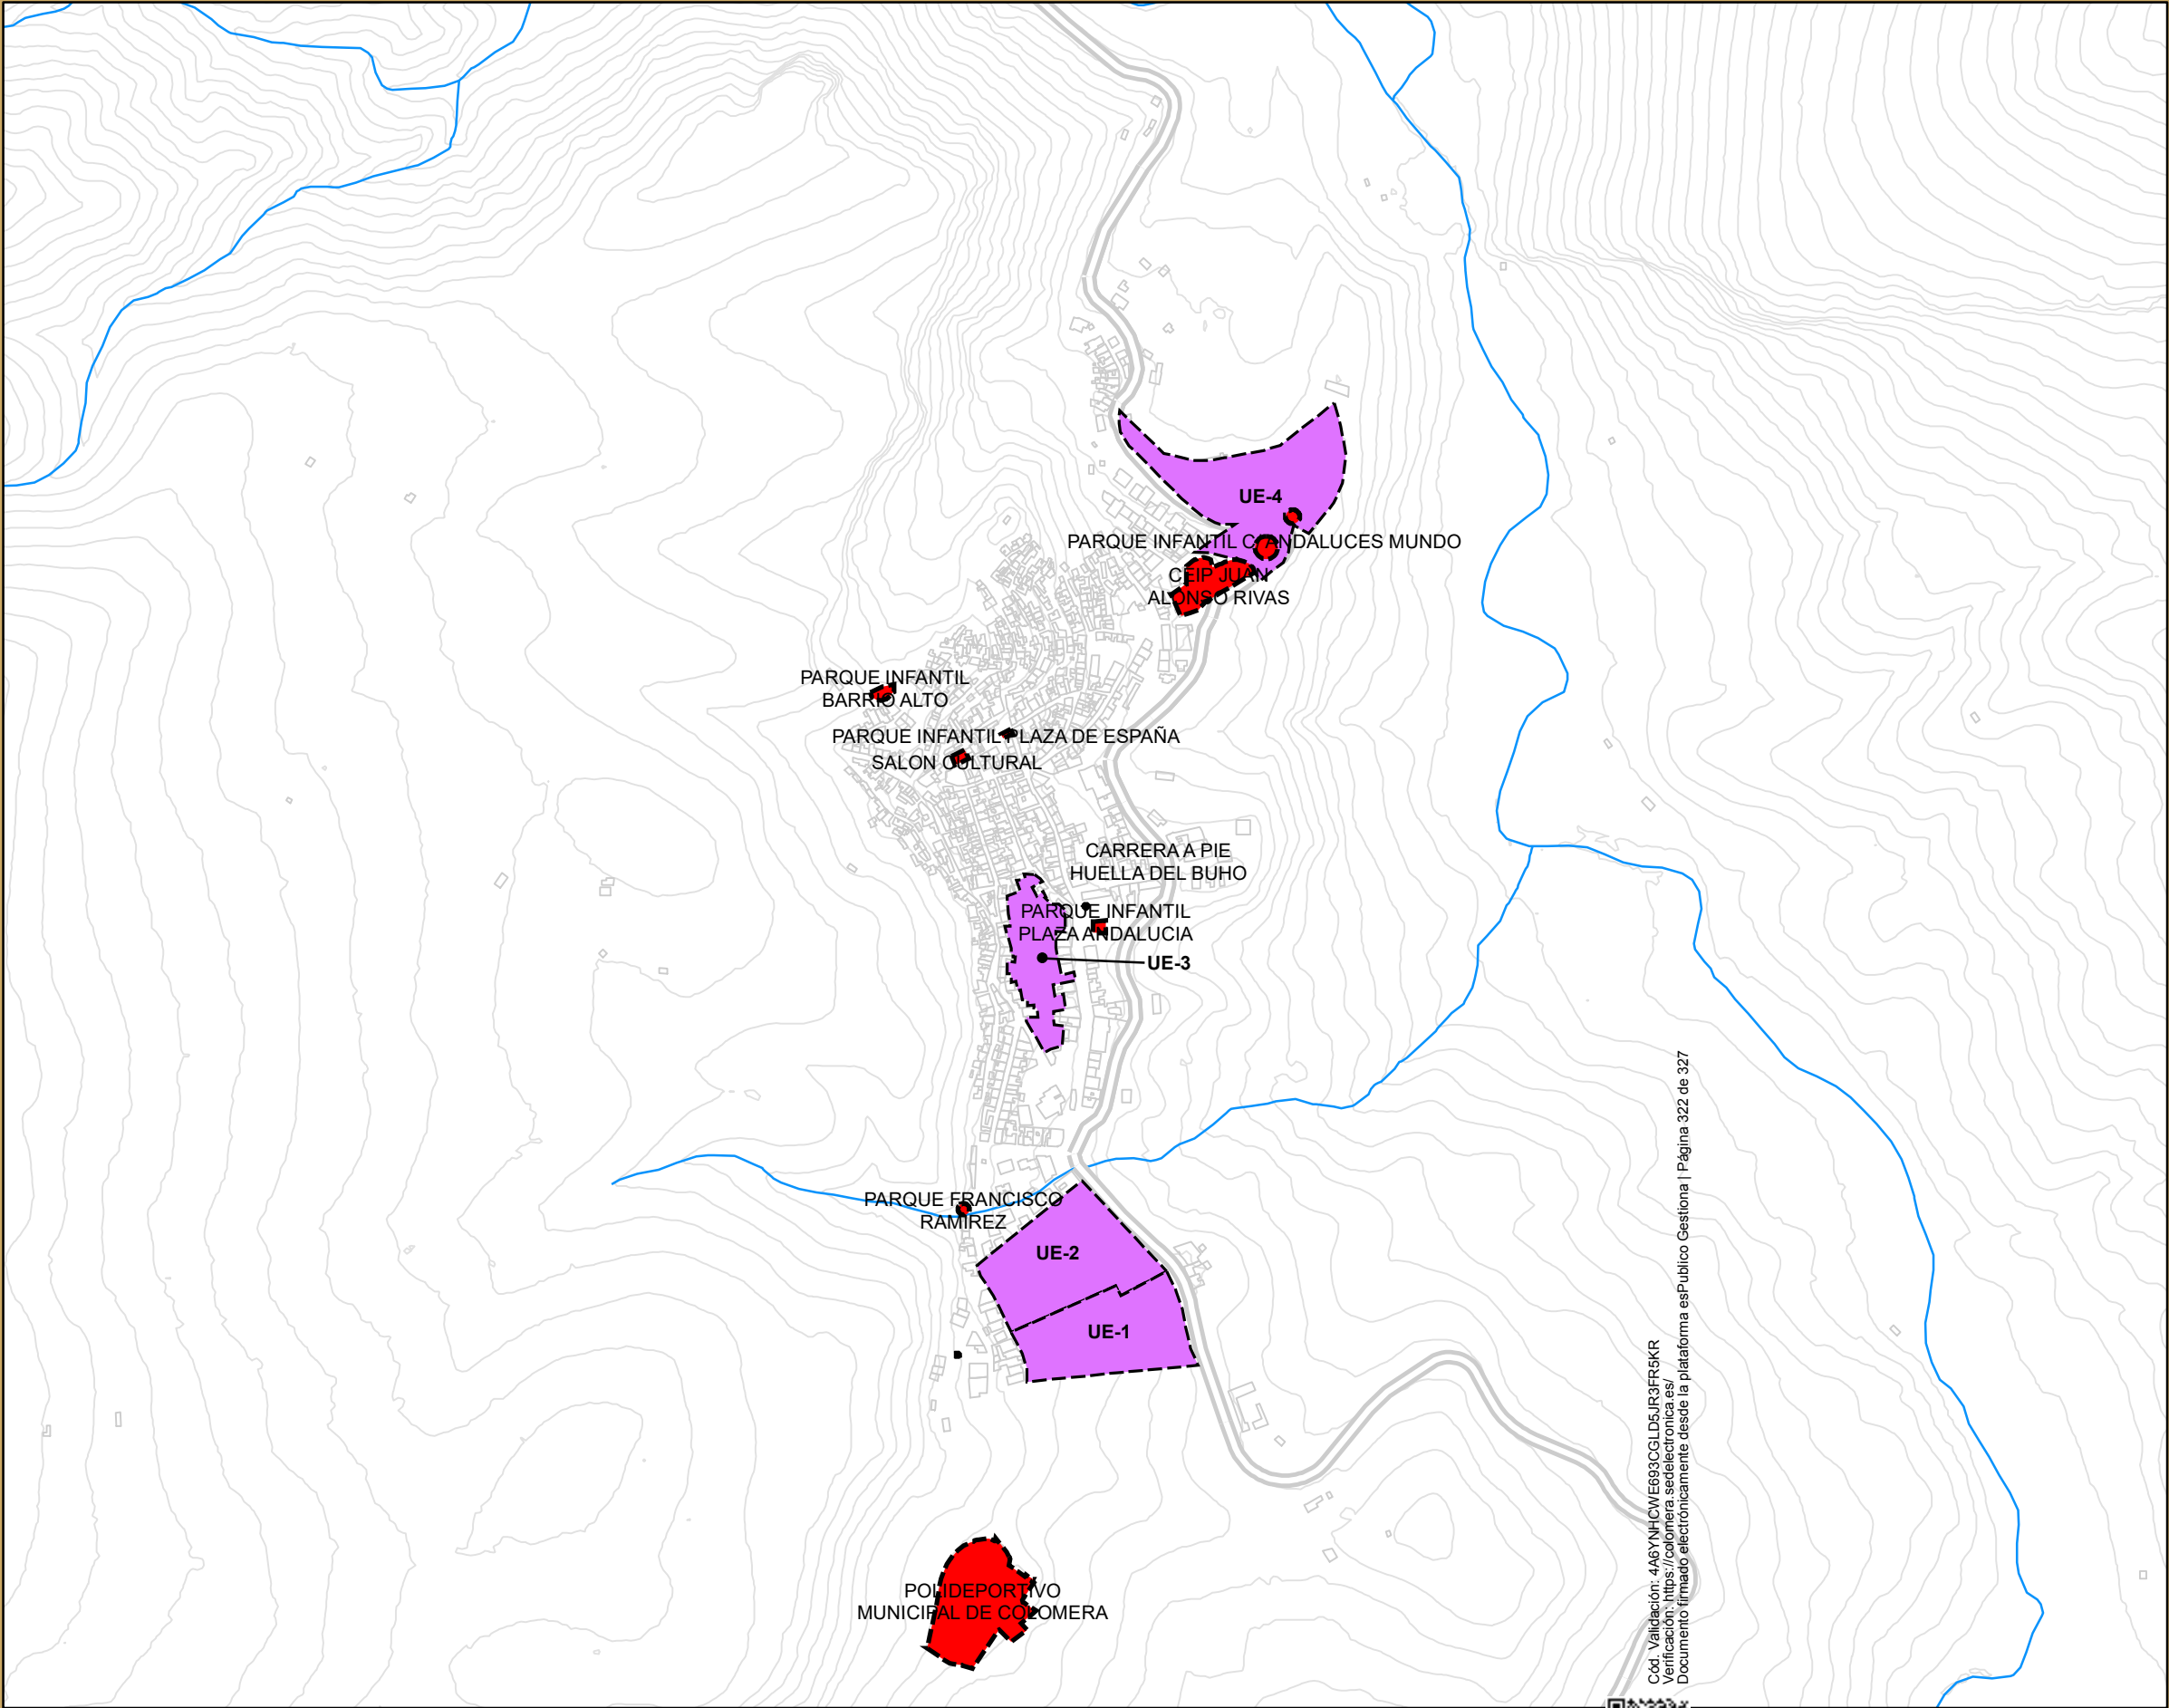 UE-4
PARQUE INFANTIL C\ ANDALUCES MUNDO
CEIP JUAN
ALONSO RIVAS
PARQUE INFANTIL
BARRIO ALTO
PARQUE INFANTIL PLAZA DE ESPAÑA
SALON CULTURAL
CARRERA A PIE
HUELLA DEL BUHO
PARQUE INFANTIL
PLAZA ANDALUCIA
UE-3
PARQUE FRANCISCO
RAMIREZ
UE-2
UE-1
POLIDEPORTIVO
MUNICIPAL DE COLOMERA
Cód. Validación: 4A6YNHCWE693CGLD5JR3FR5KR
Verificación: https://colomera.sedelectronica.es/
Documento firmado electrónicamente desde la plataforma esPublico Gestiona | Página 322 de 327